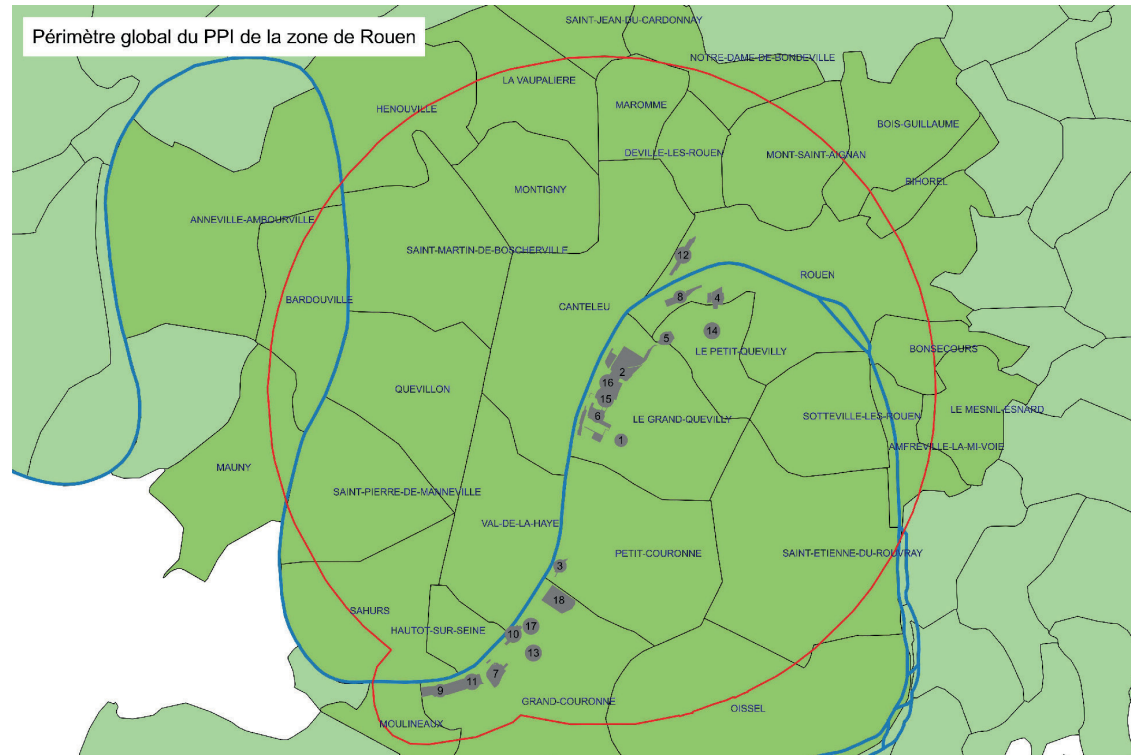 Périmètre global du PPI de la zone de Rouen
SAINT-JEAN-DU-CARDONNAY
NOTRE-DAME-DE-BONDEVILLE
LA VAUPALIERE
HENOUVILLE
MAROMME
BOIS-GUILLAUME
DEVILLE-LES-ROUEN
MONT-SAINT-AIGNAN
BIHOREL
MONTIGNY
ANNEVILLE-AMBOURVILLE
SAINT-MARTIN-DE-BOSCHERVILLE
12
ROUEN
BARDOUVILLE
8
4
CANTELEU
14
5
LE PETIT-QUEVILLY
BONSECOURS
2
16
QUEVILLON
15
LE MESNIL-ESNARD
6
LE GRAND-QUEVILLY
SOTTEVILLE-LES-ROUEN
1
AMFREVILLE-LA-MI-VOIE
MAUNY
SAINT-PIERRE-DE-MANNEVILLE
VAL-DE-LA-HAYE
PETIT-COURONNE
SAINT-ETIENNE-DU-ROUVRAY
3
18
SAHURS
HAUTOT-SUR-SEINE
17
10
13
7
11
9
GRAND-COURONNE
OISSEL
MOULINEAUX